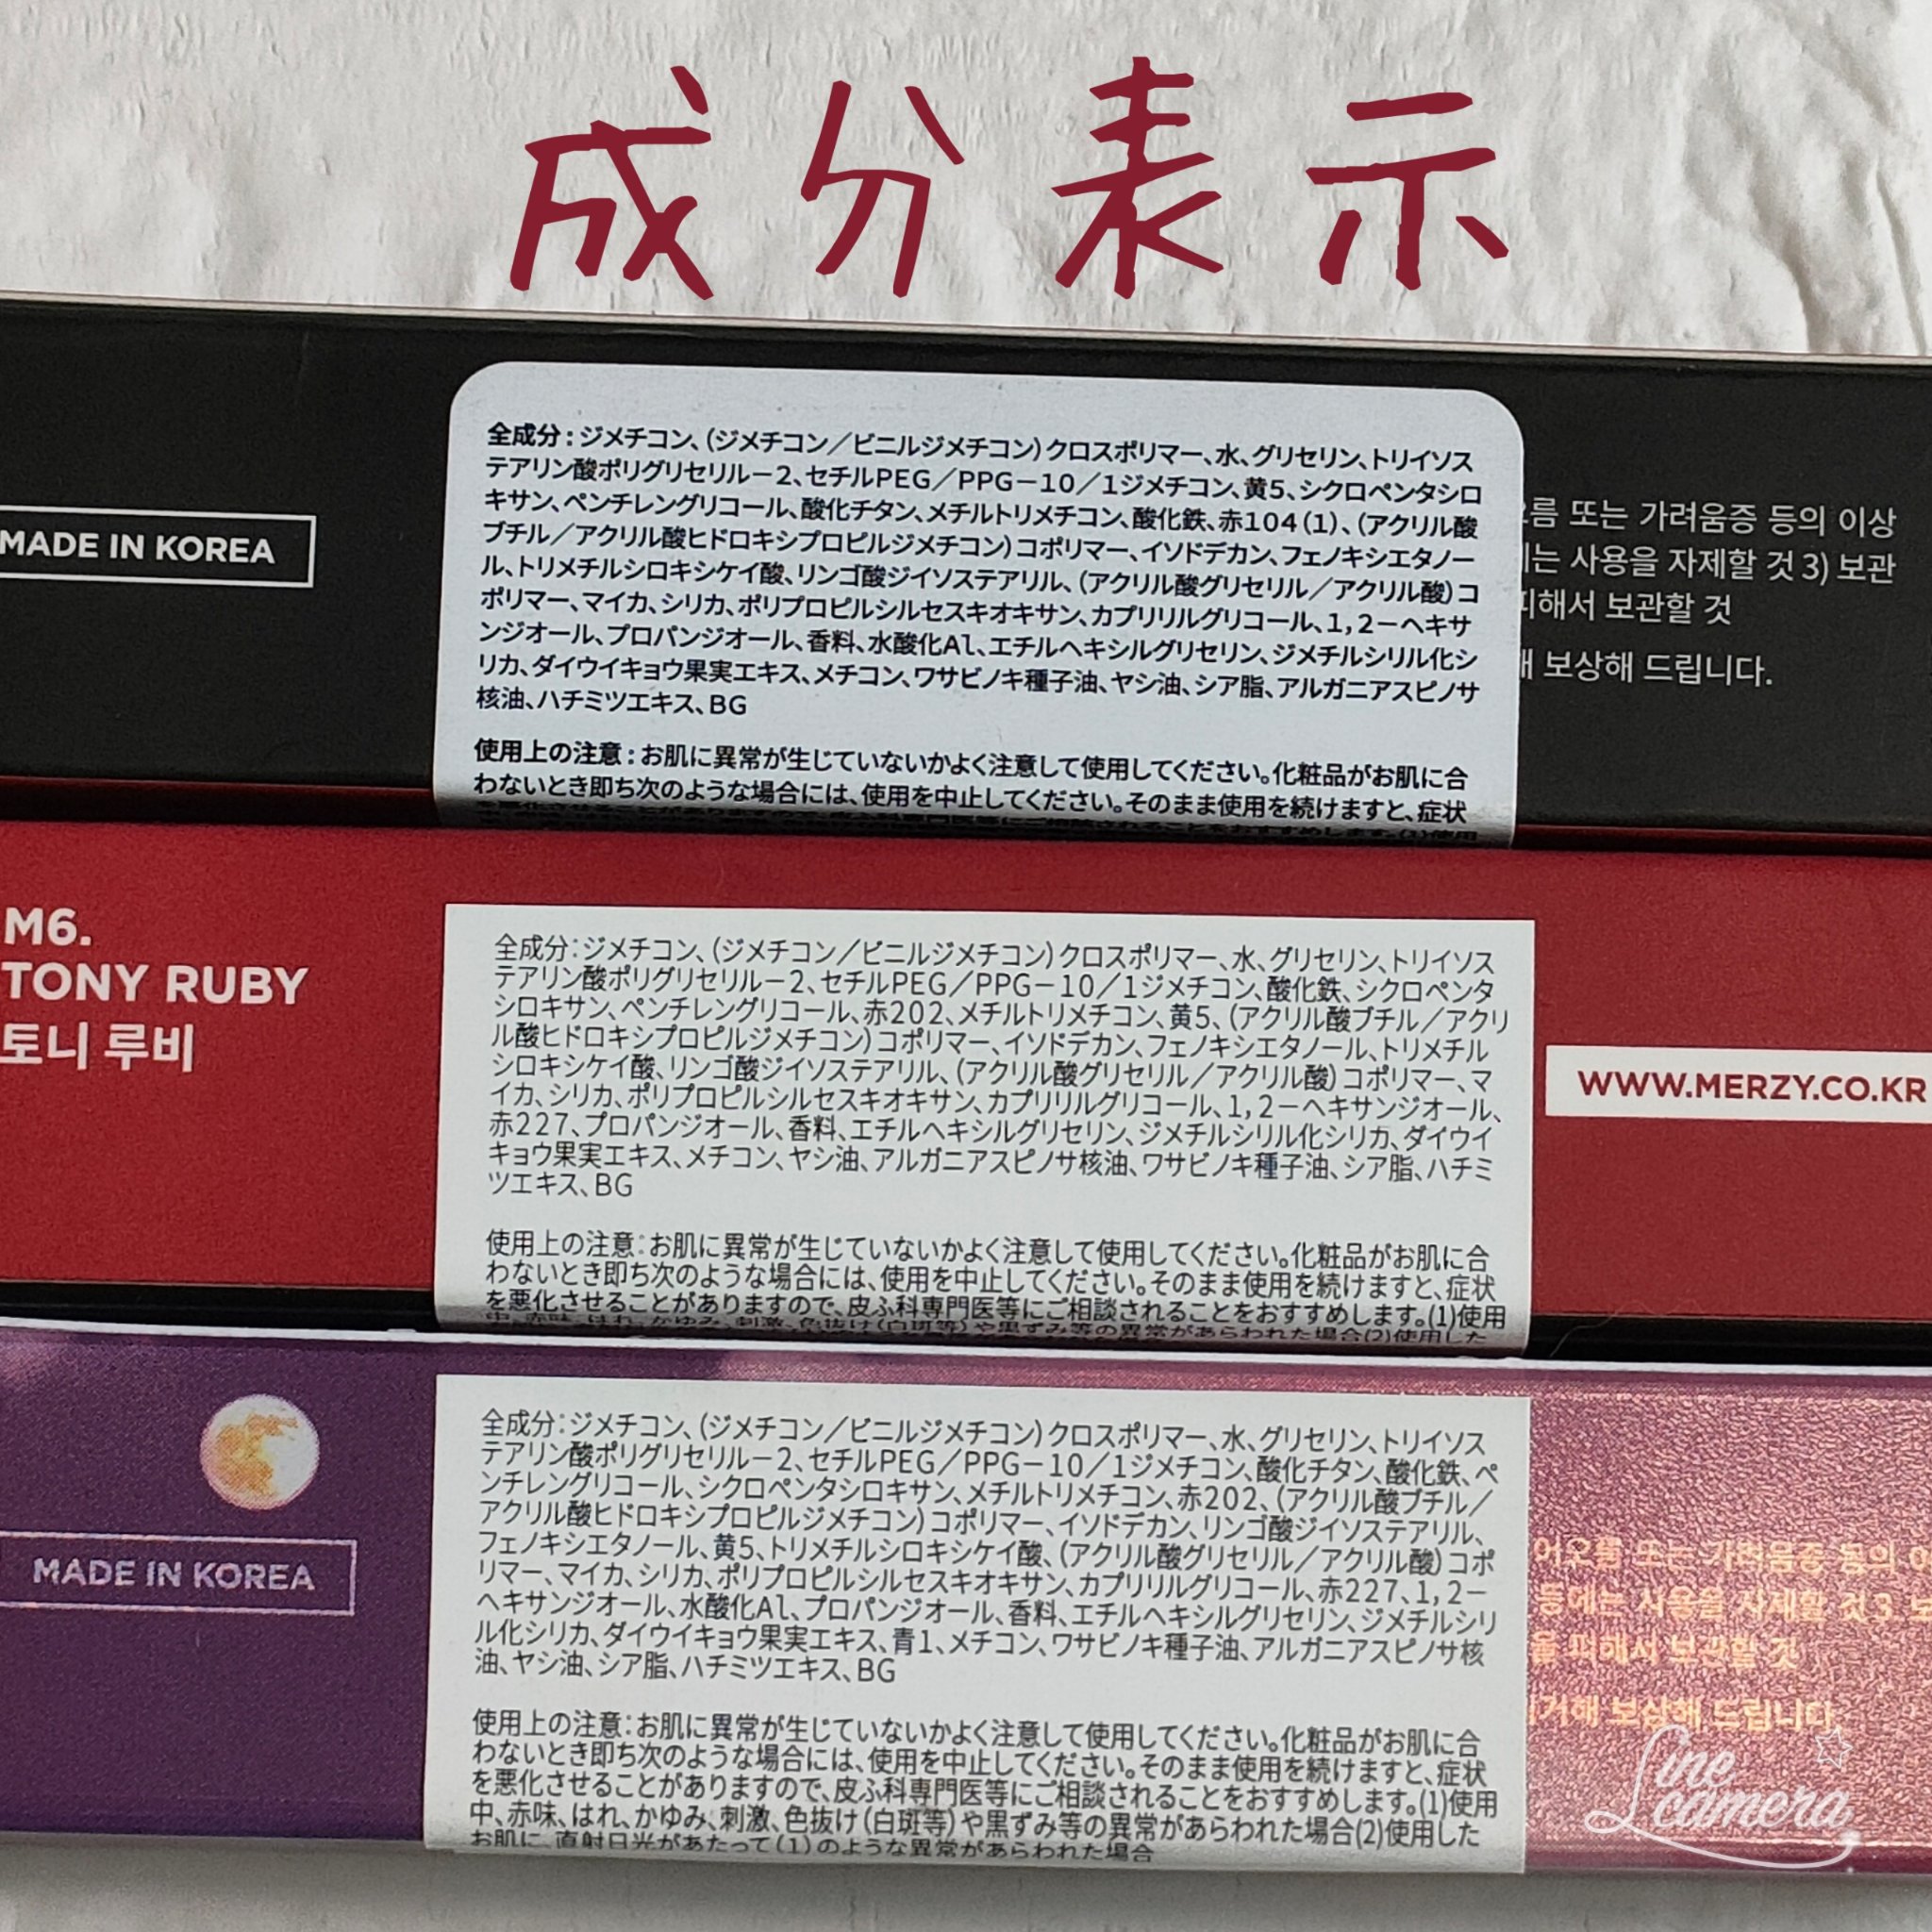 成分表示
MADE IN KOREA
全成分:ジメチコン、(ジメチコン／ビニルジメチコン)クロスポリマー、水、グリセリン、トリイソス
テアリン酸ポリグリセリル－2、セチルPEG／PPG－10／1ジメチコン、黄5、シクロペンタシロ
キサン、ペンチレングリコール、酸化チタン、メチルトリメチコン、酸化鉄、赤104(1)、(アクリル酸
ブチル／アクリル酸ヒドロキシプロピルジメチコン)コポリマー、イソドデカン、フェノキシエタノー
ル、トリメチルシロキシケイ酸、リンゴ酸ジイソステアリル、(アクリル酸グリセリル／アクリル酸)コ
ポリマー、マイカ、シリカ、ポリプロピルシルセスキオキサン、カプリリルグリコール、1,2－ヘキサ
ンジオール、プロパンジオール、香料、水酸化Al、エチルヘキシルグリセリン、ジメチルシリル化シ
リカ、ダイウイキョウ果実エキス、メチコン、ワサビノキ種子油、ヤシ油、シア脂、アルガニアスピノサ
核油、ハチミツエキス、BG
使用上の注意:お肌に異常が生じていないかよく注意して使用してください。化粧品がお肌に合
わないとき即ち次のような場合には、使用を中止してください。そのまま使用を続けますと、症状
또는 가려움증 등의 이상
사용을 자제할 것 3) 보관
피해서 보관할 것
보상해 드립니다.
M6.
TONY RUBY
토니 루비
全成分:ジメチコン、(ジメチコン／ビニルジメチコン)クロスポリマー、水、グリセリン、トリイソス
テアリン酸ポリグリセリル－2、セチルPEG／PPG－10／1ジメチコン、酸化鉄、シクロペンタ
シロキサン、ペンチレングリコール、赤202、メチルトリメチコン、黄5、(アクリル酸ブチル／アクリ
ル酸ヒドロキシプロピルジメチコン)コポリマー、イソドデカン、フェノキシエタノール、トリメチル
シロキシケイ酸、リンゴ酸ジイソステアリル、(アクリル酸グリセリル／アクリル酸)コポリマー、マ
イカ、シリカ、ポリプロピルシルセスキオキサン、カプリリルグリコール、1,2－ヘキサンジオール、
赤227、プロパンジオール、香料、エチルヘキシルグリセリン、ジメチルシリル化シリカ、ダイウイ
キョウ果実エキス、メチコン、ヤシ油、アルガニアスピノサ核油、ワサビノキ種子油、シア脂、ハチミ
ツエキス、BG
使用上の注意:お肌に異常が生じていないかよく注意して使用してください。化粧品がお肌に合
わないとき即ち次のような場合には、使用を中止してください。そのまま使用を続けますと、症状
を悪化させることがありますので、皮ふ科専門医等にご相談されることをおすすめします。(1)使用
中、赤味、はれ、かゆみ、刺激、色抜け(白斑等)や黒ずみ等の異常があらわれた場合(2)使用した
WWW.MERZY.CO.KR
MADE IN KOREA
全成分:ジメチコン、(ジメチコン／ビニルジメチコン)クロスポリマー、水、グリセリン、トリイソス
テアリン酸ポリグリセリル－2、セチルPEG／PPG－10／1ジメチコン、酸化チタン、酸化鉄、ペ
ンチレングリコール、シクロペンタシロキサン、メチルトリメチコン、赤202、(アクリル酸ブチル／
アクリル酸ヒドロキシプロピルジメチコン)コポリマー、イソドデカン、リンゴ酸ジイソステアリル、
フェノキシエタノール、黄5、トリメチルシロキシケイ酸、(アクリル酸グリセリル／アクリル酸)コポ
リマー、マイカ、シリカ、ポリプロピルシルセスキオキサン、カプリリルグリコール、赤227、1,2－
ヘキサンジオール、水酸化Al、プロパンジオール、香料、エチルヘキシルグリセリン、ジメチルシリ
ル化シリカ、ダイウイキョウ果実エキス、青1、メチコン、ワサビノキ種子油、アルガニアスピノサ核
油、ヤシ油、シア脂、ハチミツエキス、BG
使用上の注意:お肌に異常が生じていないかよく注意して使用してください。化粧品がお肌に合
わないとき即ち次のような場合には、使用を中止してください。そのまま使用を続けますと、症状
を悪化させることがありますので、皮ふ科専門医等にご相談されることをおすすめします。(1)使用
中、赤味、はれ、かゆみ、刺激、色抜け(白斑等)や黒ずみ等の異常があらわれた場合(2)使用した
お肌に、直射日光があたって(1)のような異常があらわれた場合
또는 가려움증 등의
사용을 자제할 것 3
을 피해서 보관할 것
보상해 드립니다.
Line camera